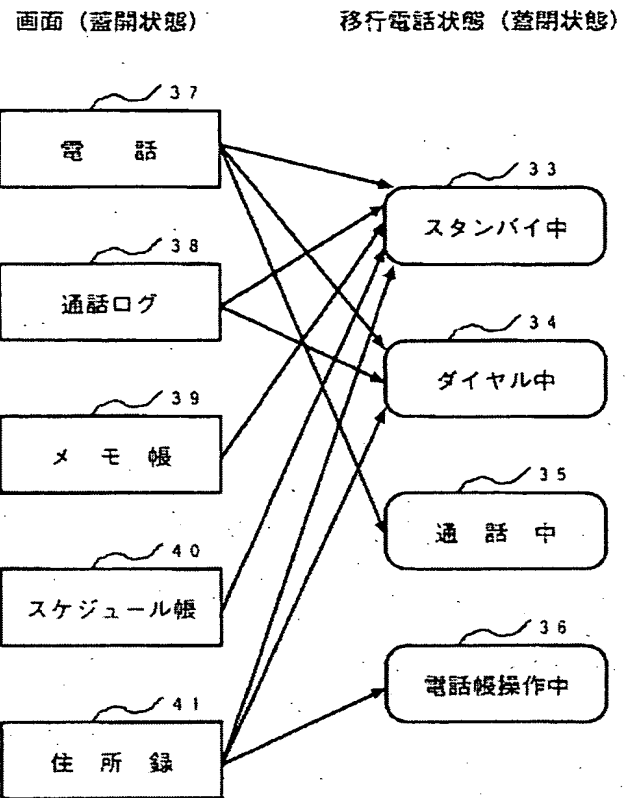 画面（蓋開状態）
移行電話状態（蓋閉状態）
37
電話
38
通話ログ
39
メモ帳
40
スケジュール帳
41
住所録
33
スタンバイ中
34
ダイヤル中
35
通話中
36
電話帳操作中